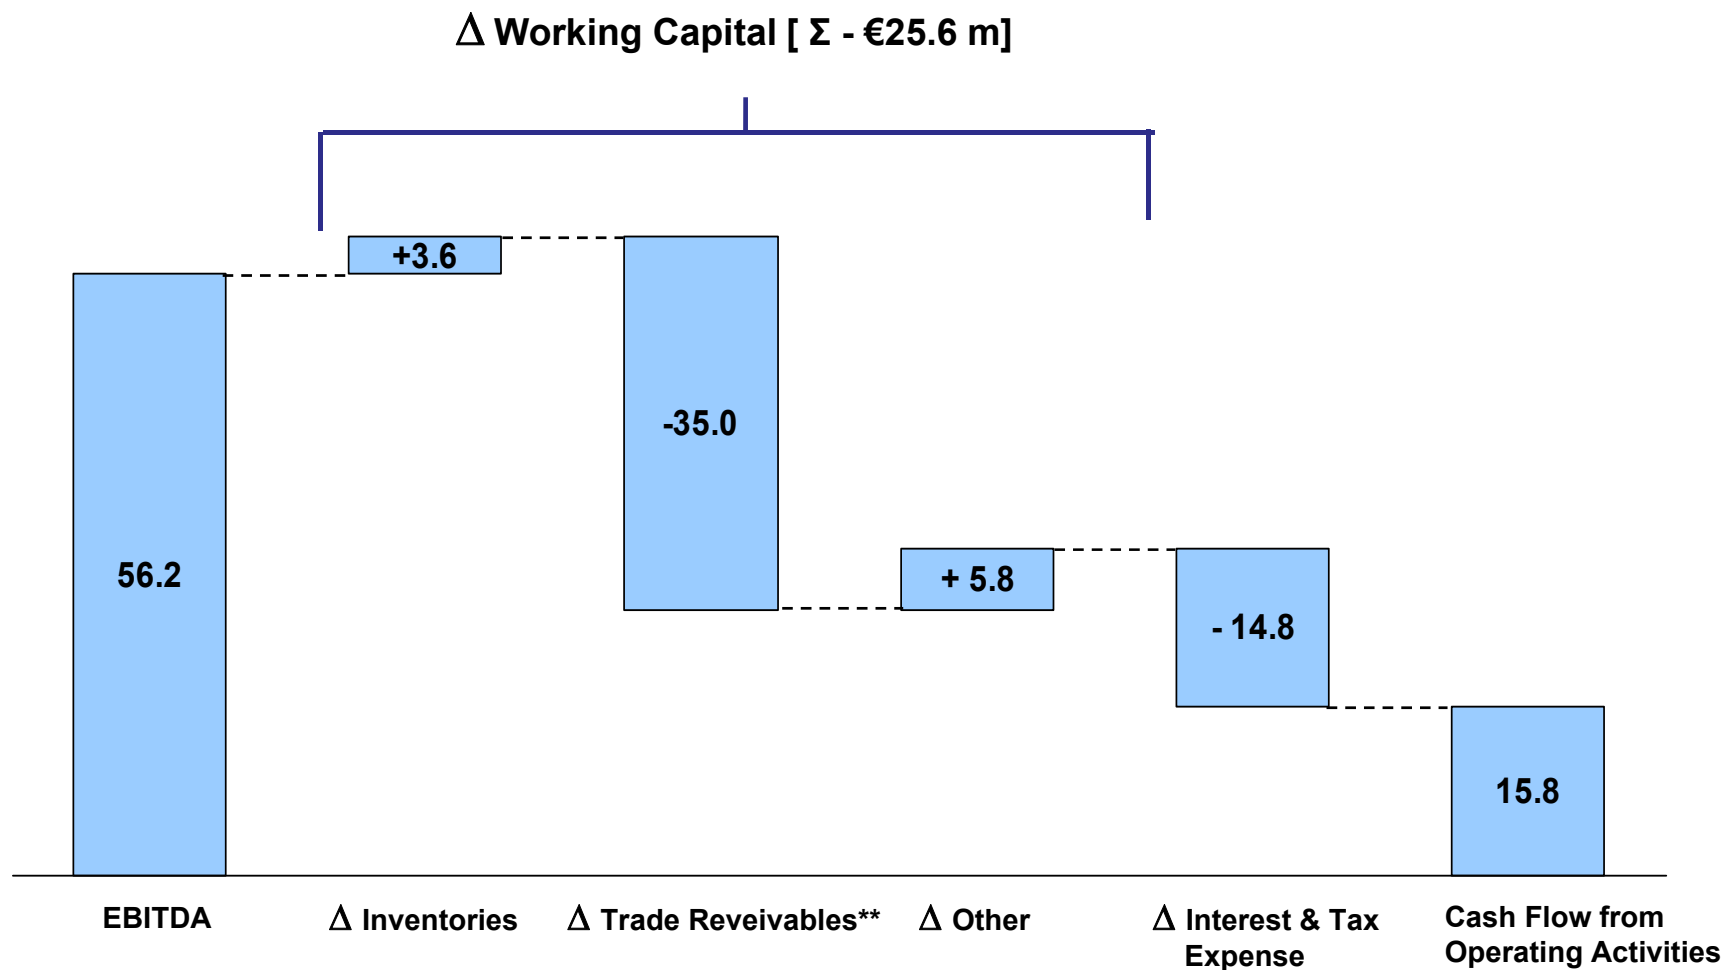 Δ Working Capital [ Σ - €25.6 m]
+3.6
-35.0
56.2
+ 5.8
- 14.8
15.8
EBITDA
Δ Inventories
Δ Trade Reveivables**
Δ Other
Δ Interest & Tax
Expense
Cash Flow from
Operating Activities